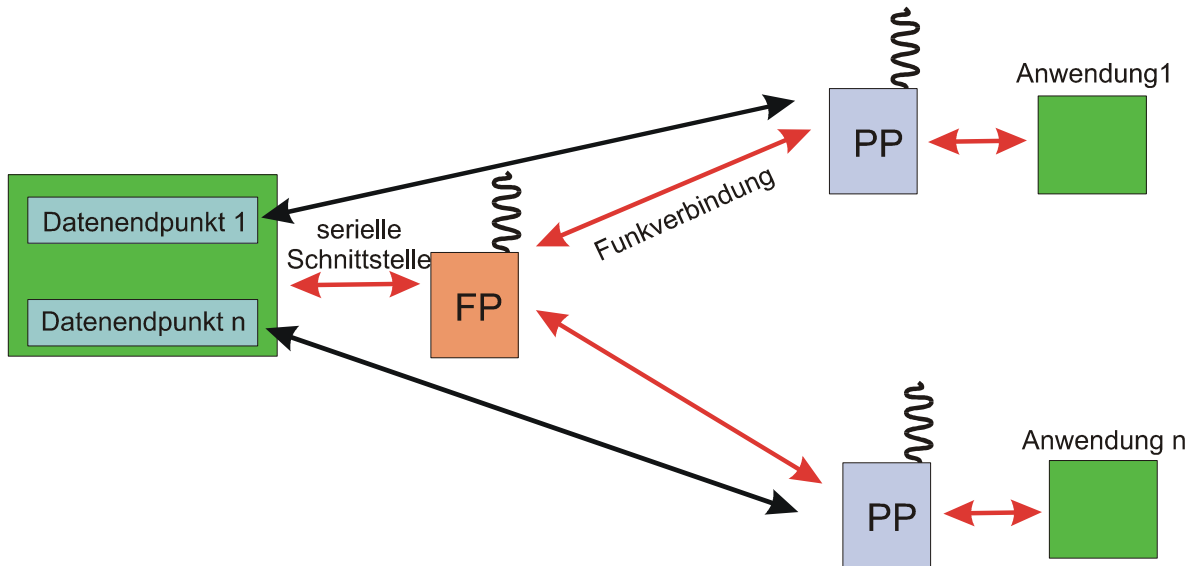 Datenendpunkt 1
Datenendpunkt n
serielle
Schnittstelle
FP
Funkverbindung
PP
Anwendung1
PP
Anwendung n